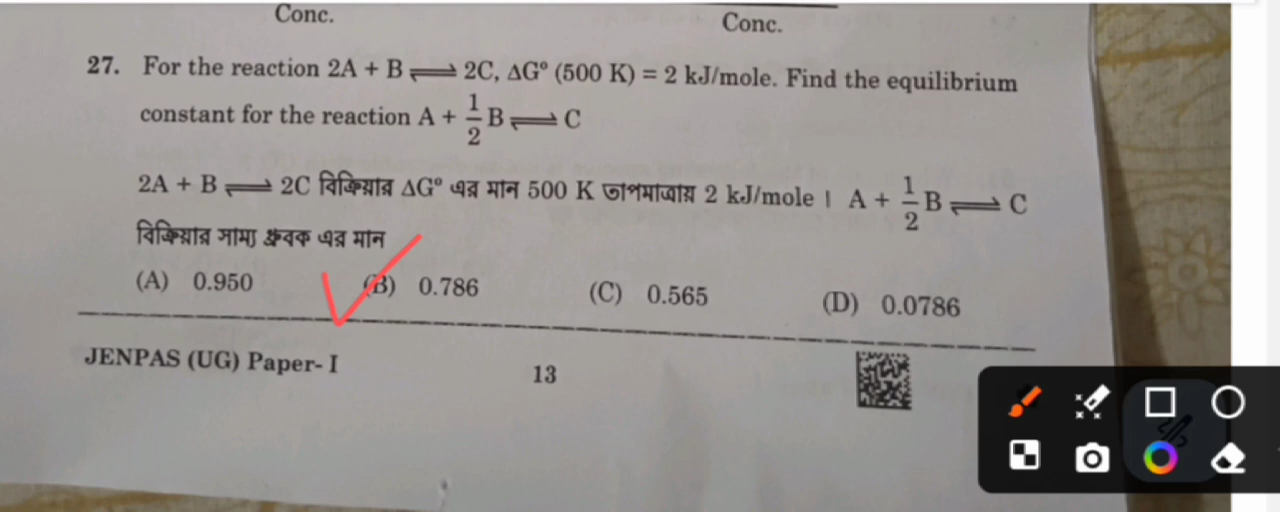 Conc.
Conc.
27. For the reaction 2A + B ⇌ 2C, ΔG° (500 K) = 2 kJ/mole. Find the equilibrium
constant for the reaction A + 1/2 B ⇌ C
2A + B ⇌ 2C বিক্রিয়ার ΔG° এর মান 500 K তাপমাত্রায় 2 kJ/mole । A + 1/2 B ⇌ C
বিক্রিয়ার সাম্য ধ্রুবক এর মান
(A) 0.950 (B) 0.786 (C) 0.565 (D) 0.0786
JENPAS (UG) Paper- I 13